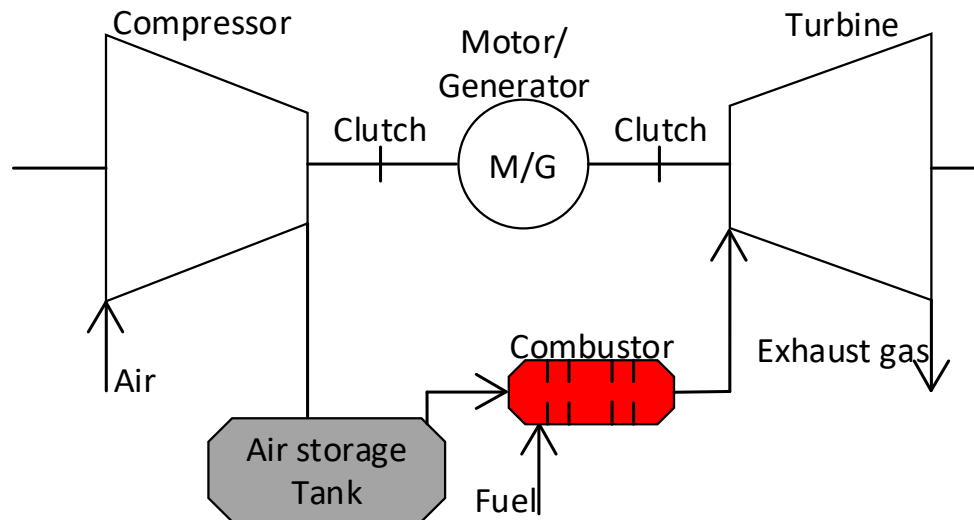 Compressor
Motor/
Generator
Turbine
Clutch
Clutch
M/G
Air
Combustor
Exhaust gas
Air storage
Tank
Fuel